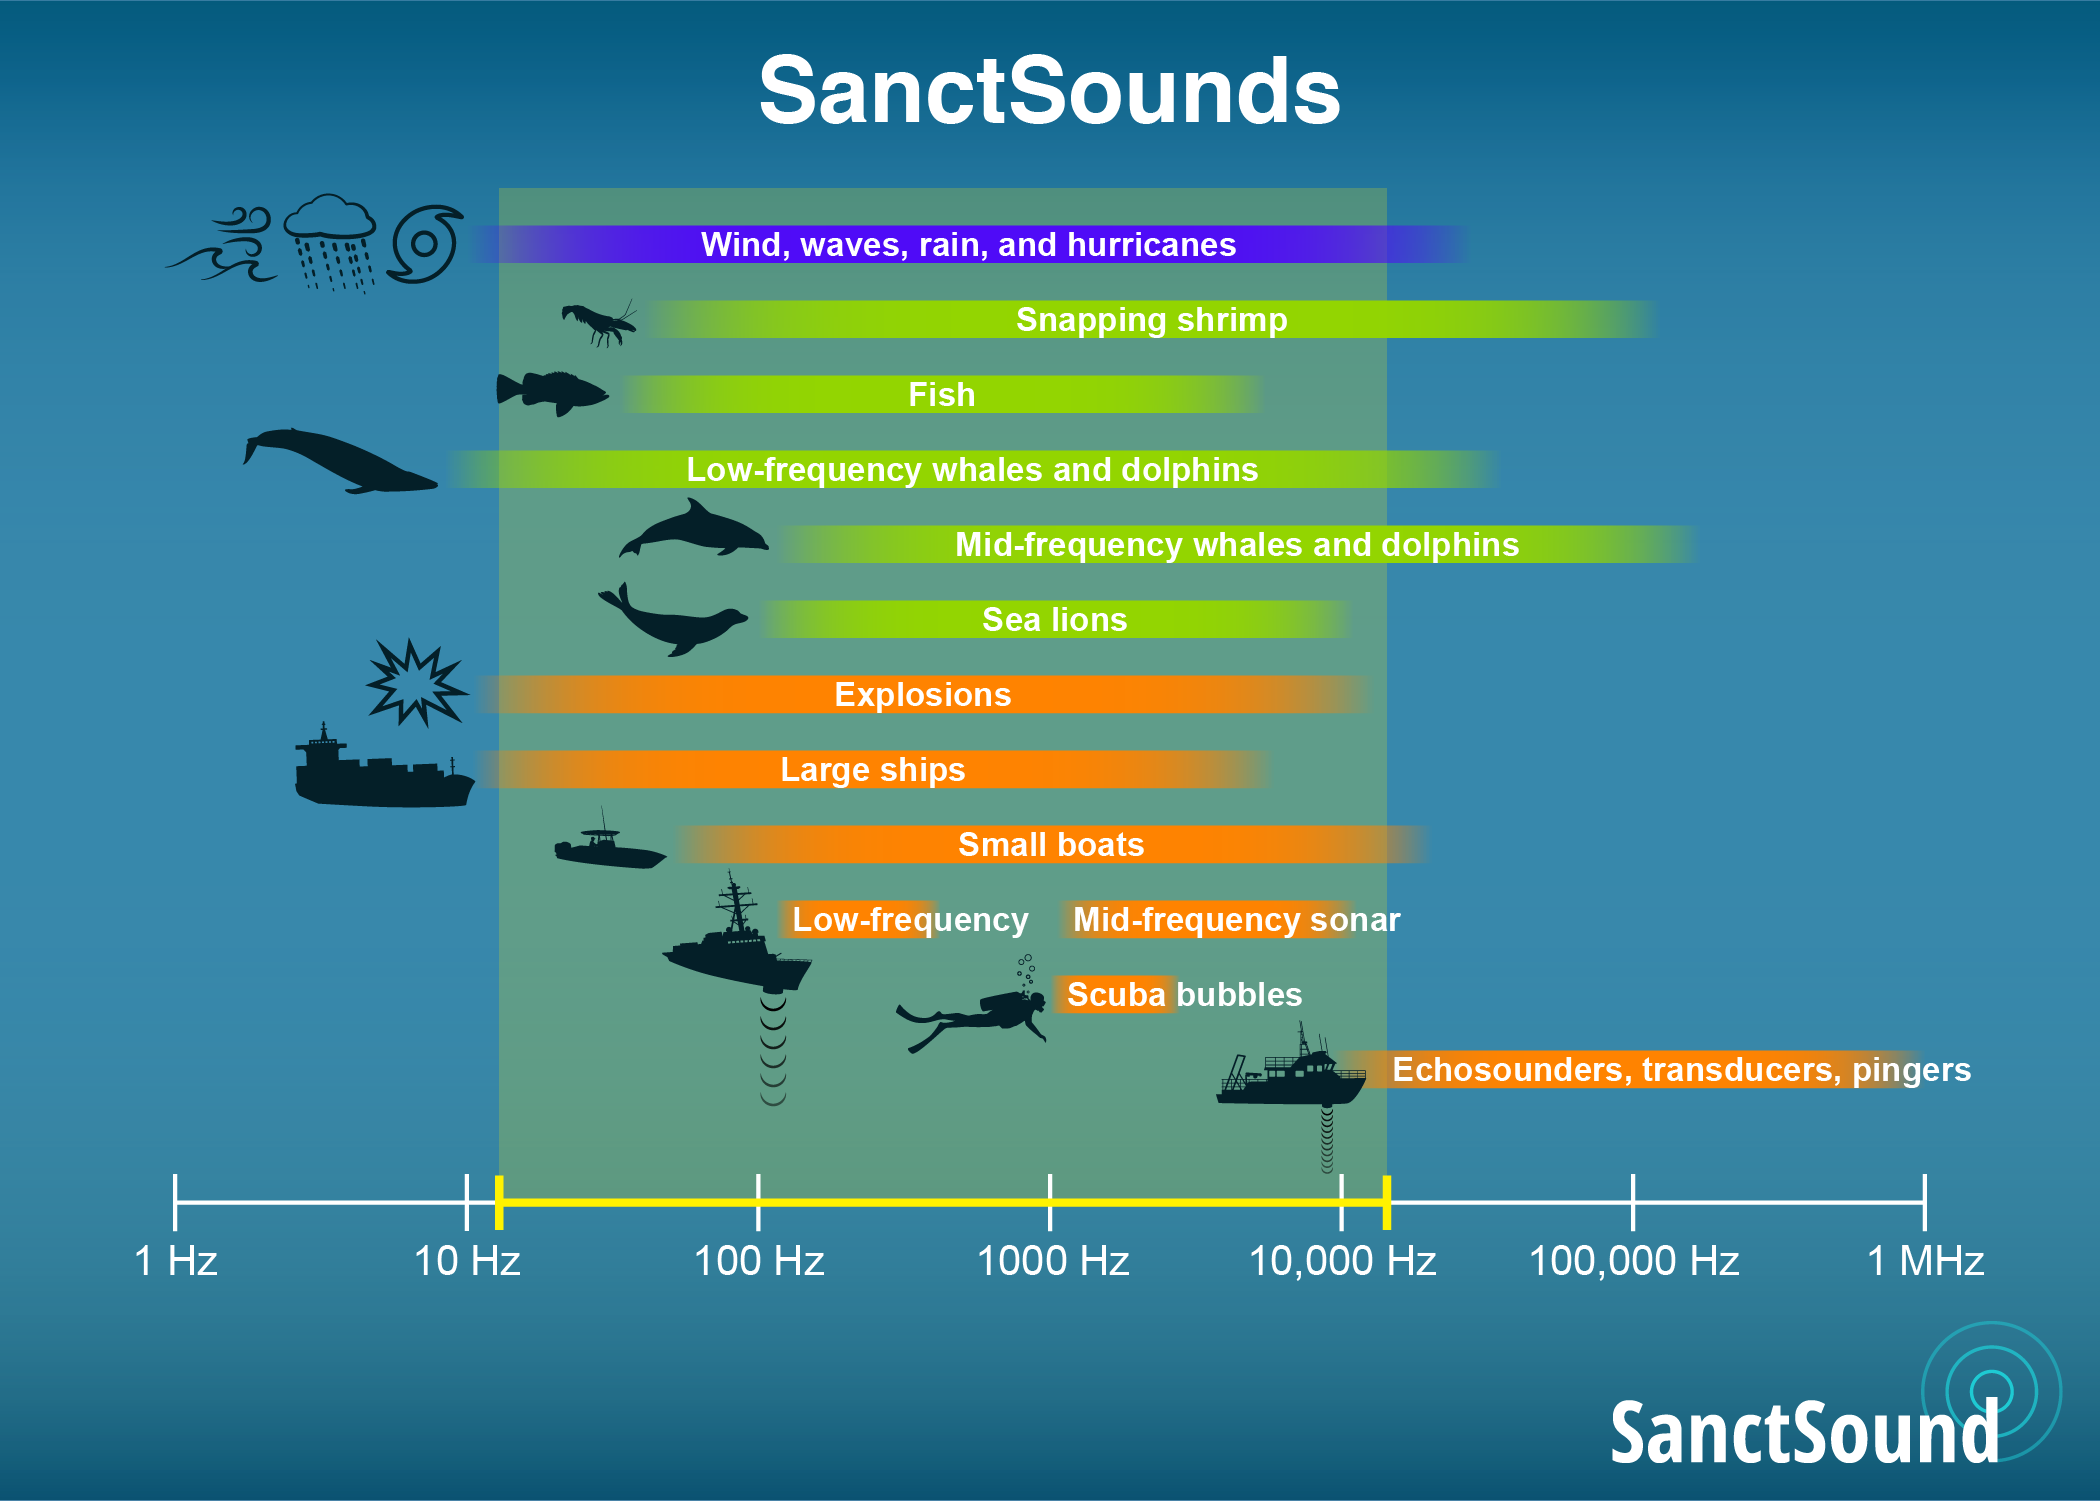 SanctSounds
Wind, waves, rain, and hurricanes
Snapping shrimp
Fish
Low-frequency whales and dolphins
Mid-frequency whales and dolphins
Sea lions
Explosions
Large ships
Small boats
Low-frequency Mid-frequency sonar
Scuba bubbles
Echosounders, transducers, pingers
1 Hz 10 Hz 100 Hz 1000 Hz 10,000 Hz 100,000 Hz 1 MHz
SanctSound